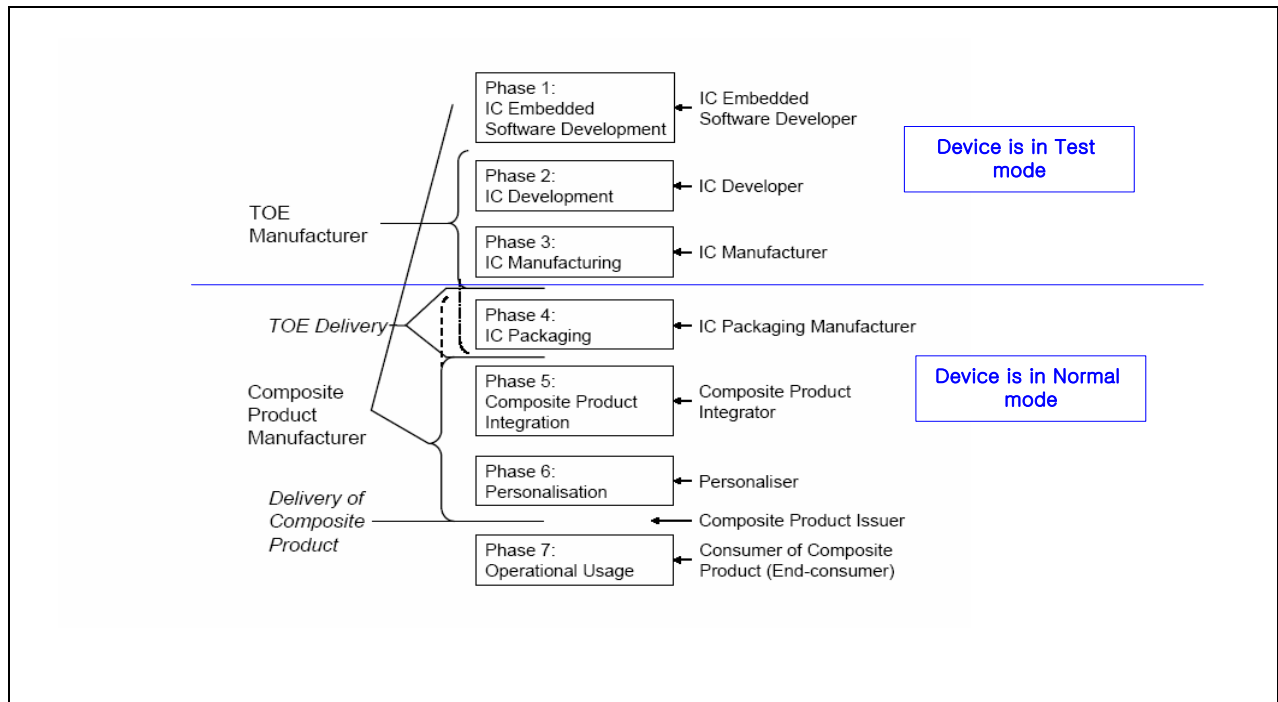 Phase 1:
IC Embedded
Software Development
IC Embedded
Software Developer
Device is in Test
mode
Phase 2:
IC Development
IC Developer
TOE
Manufacturer
Phase 3:
IC Manufacturing
IC Manufacturer
TOE Delivery
Phase 4:
IC Packaging
IC Packaging Manufacturer
Device is in Normal
mode
Composite
Product
Manufacturer
Phase 5:
Composite Product
Integration
Composite Product
Integrator
Phase 6:
Personalisation
Personaliser
Delivery of
Composite
Product
Composite Product Issuer
Phase 7:
Operational Usage
Consumer of Composite
Product (End-consumer)